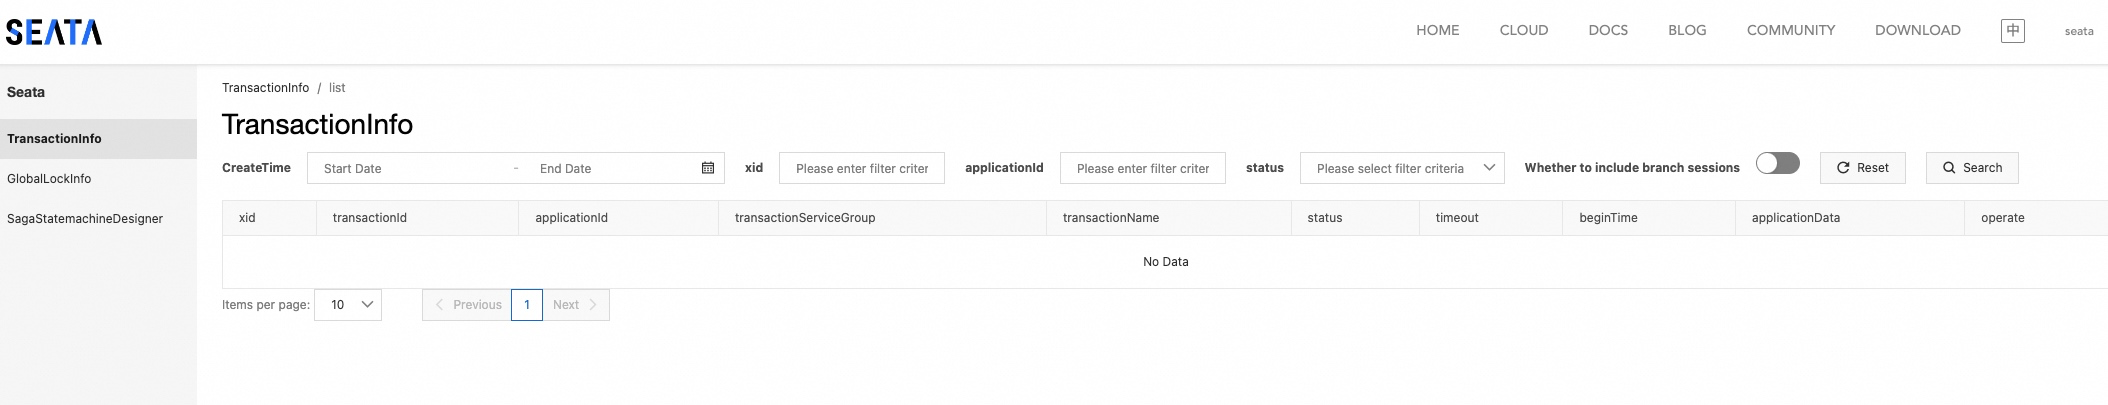 SEATA
HOME CLOUD DOCS BLOG COMMUNITY DOWNLOAD 中 seata
Seata
TransactionInfo
GlobalLockInfo
SagaStatemachineDesigner
TransactionInfo / list
TransactionInfo
CreateTime Start Date - End Date xid Please enter filter criter applicationId Please enter filter criter status Please select filter criteria Whether to include branch sessions Reset Search
xid transactionId applicationId transactionServiceGroup transactionName status timeout beginTime applicationData operate
No Data
Items per page: 10 Previous 1 Next